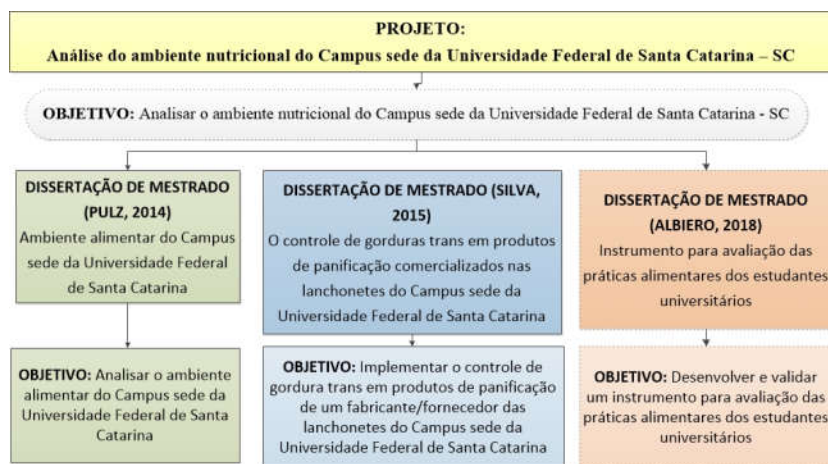 PROJETO:
Análise do ambiente nutricional do Campus sede da Universidade Federal de Santa Catarina – SC
OBJETIVO: Analisar o ambiente nutricional do Campus sede da Universidade Federal de Santa Catarina - SC
DISSERTAÇÃO DE MESTRADO
(PULZ, 2014)
Ambiente alimentar do Campus
sede da Universidade Federal
de Santa Catarina
DISSERTAÇÃO DE MESTRADO (SILVA,
2015)
O controle de gorduras trans em produtos
de panificação comercializados nas
lanchonetes do Campus sede da
Universidade Federal de Santa Catarina
DISSERTAÇÃO DE MESTRADO
(ALBIERO, 2018)
Instrumento para avaliação das
práticas alimentares dos estudantes
universitários
OBJETIVO: Analisar o ambiente
alimentar do Campus sede da
Universidade Federal de Santa
Catarina
OBJETIVO: Implementar o controle de
gordura trans em produtos de panificação
de um fabricante/fornecedor das
lanchonetes do Campus sede da
Universidade Federal de Santa Catarina
OBJETIVO: Desenvolver e validar
um instrumento para avaliação das
práticas alimentares dos estudantes
universitários